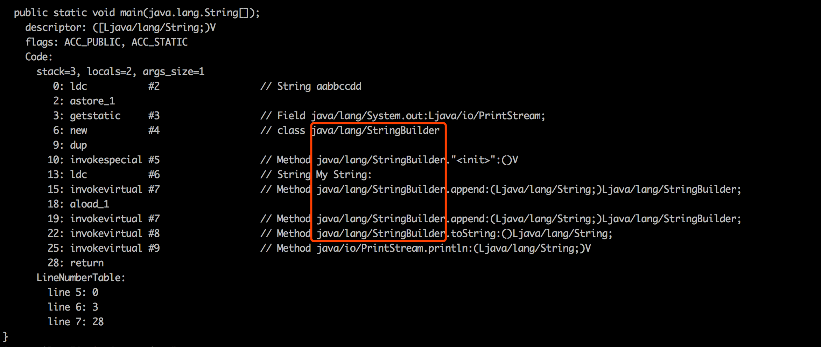 public static void main(java.lang.String[]);
descriptor: ([Ljava/lang/String;)V
flags: ACC_PUBLIC, ACC_STATIC
Code:
stack=3, locals=2, args_size=1
0: ldc #2 // String aabbccdd
2: astore_1
3: getstatic #3 // Field java/lang/System.out:Ljava/io/PrintStream;
6: new #4 // class java/lang/StringBuilder
9: dup
10: invokespecial #5 // Method java/lang/StringBuilder."<init>":()V
13: ldc #6 // String My String:
15: invokevirtual #7 // Method java/lang/StringBuilder.append:(Ljava/lang/String;)Ljava/lang/StringBuilder;
18: aload_1
19: invokevirtual #7 // Method java/lang/StringBuilder.append:(Ljava/lang/String;)Ljava/lang/StringBuilder;
22: invokevirtual #8 // Method java/lang/StringBuilder.toString:()Ljava/lang/String;
25: invokevirtual #9 // Method java/io/PrintStream.println:(Ljava/lang/String;)V
28: return
LineNumberTable:
line 5: 0
line 6: 3
line 7: 28
}